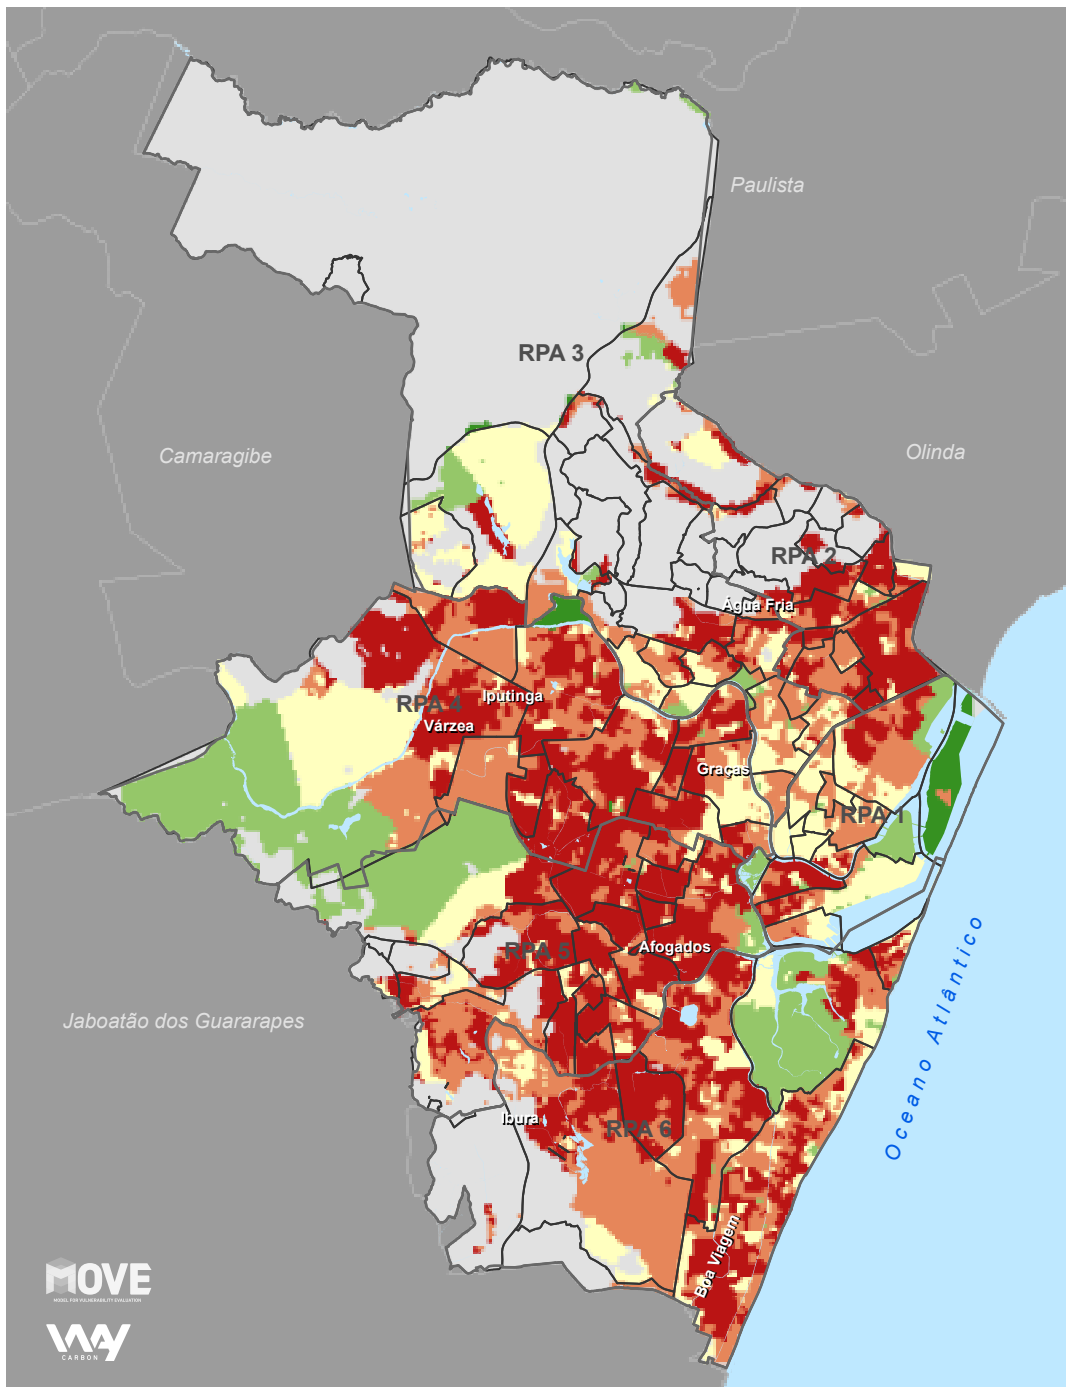 Paulista
RPA 3
Camaragibe
Olinda
RPA 2
Água Fria
RPA 4
Iputinga
Várzea
Graças
RPA 1
RPA 5
Afogados
Jaboatão dos Guararapes
Oceano Atlântico
Ibura
RPA 6
Boa Viagem
MOVE
MODEL FOR VULNERABILITY EVALUATION
WAY
CARBON